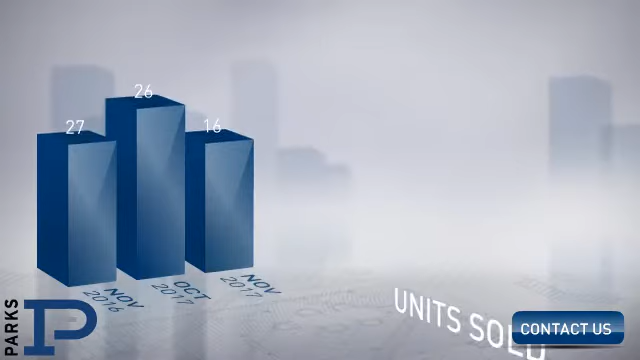 27
26
16
NOV
2016
OCT
2017
NOV
2017
UNITS SOLD
CONTACT US
PARKS
P